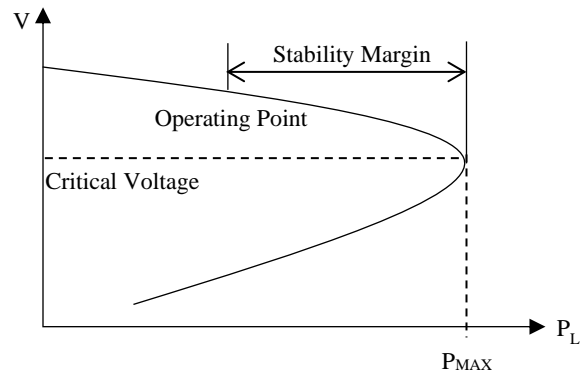 V
Stability Margin
Operating Point
Critical Voltage
P_L
P_MAX